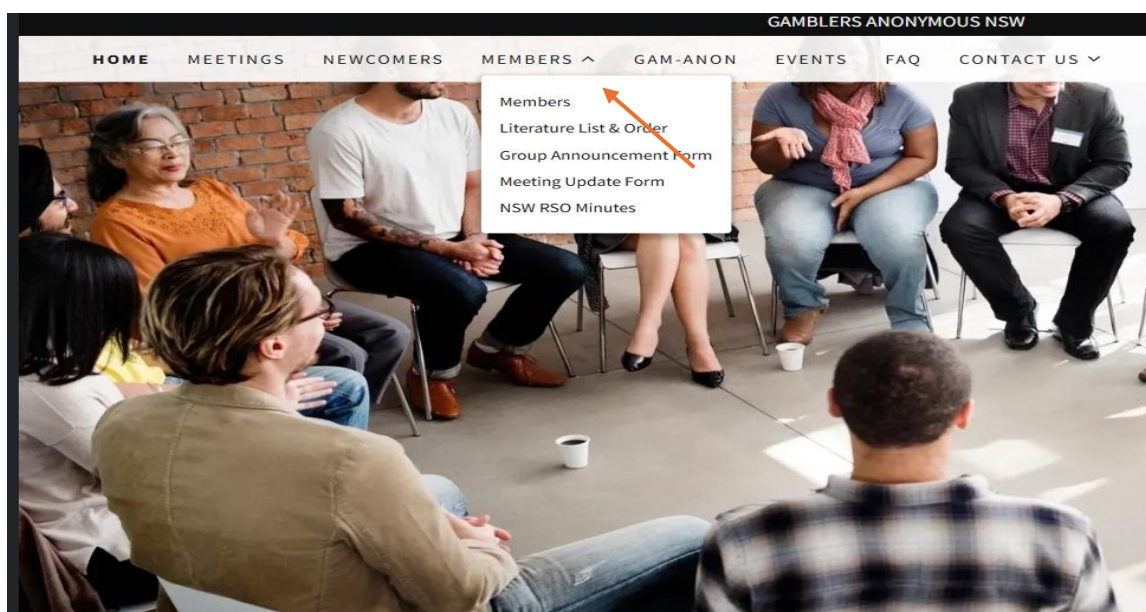 GAMBLERS ANONYMOUS NSW
HOME MEETINGS NEWCOMERS MEMBERS GAM-ANON EVENTS FAQ CONTACT US
Members
Literature List & Order
Group Announcement Form
Meeting Update Form
NSW RSO Minutes